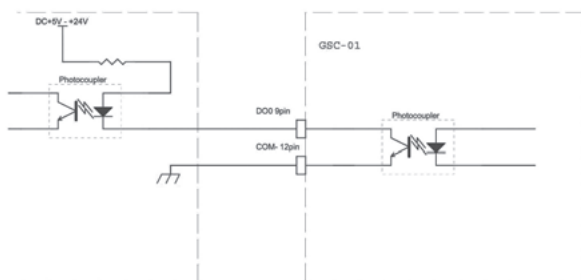 DC+5V - +24V
GSC-01
Photocoupler
DO0 9pin
Photocoupler
COM- 12pin